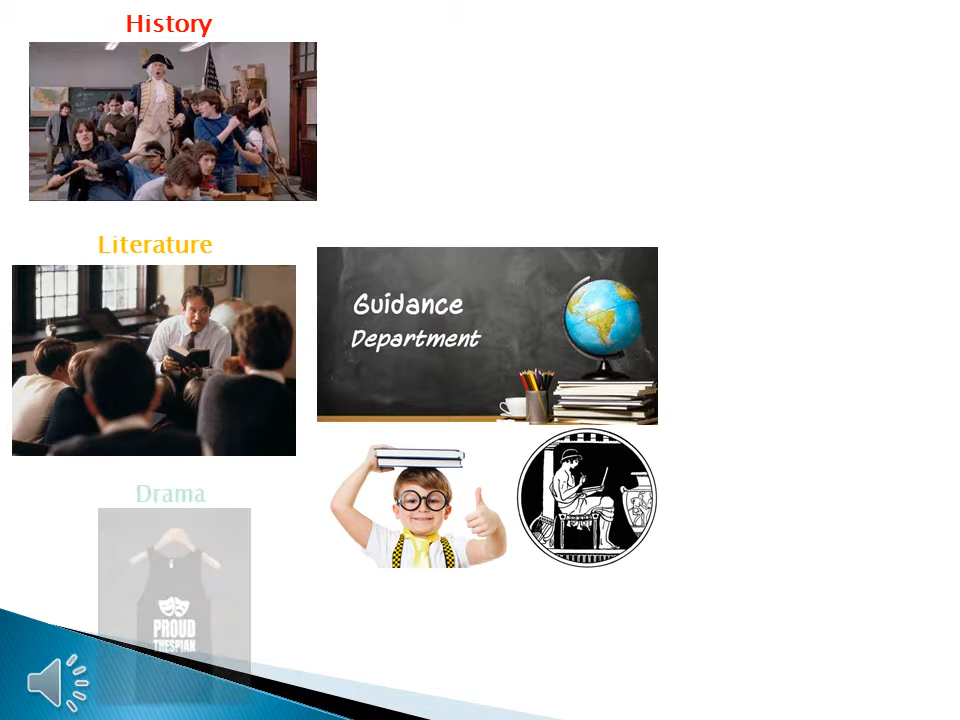 History
Literature
Guidance
Department
Drama
PROUD
THESPIAN